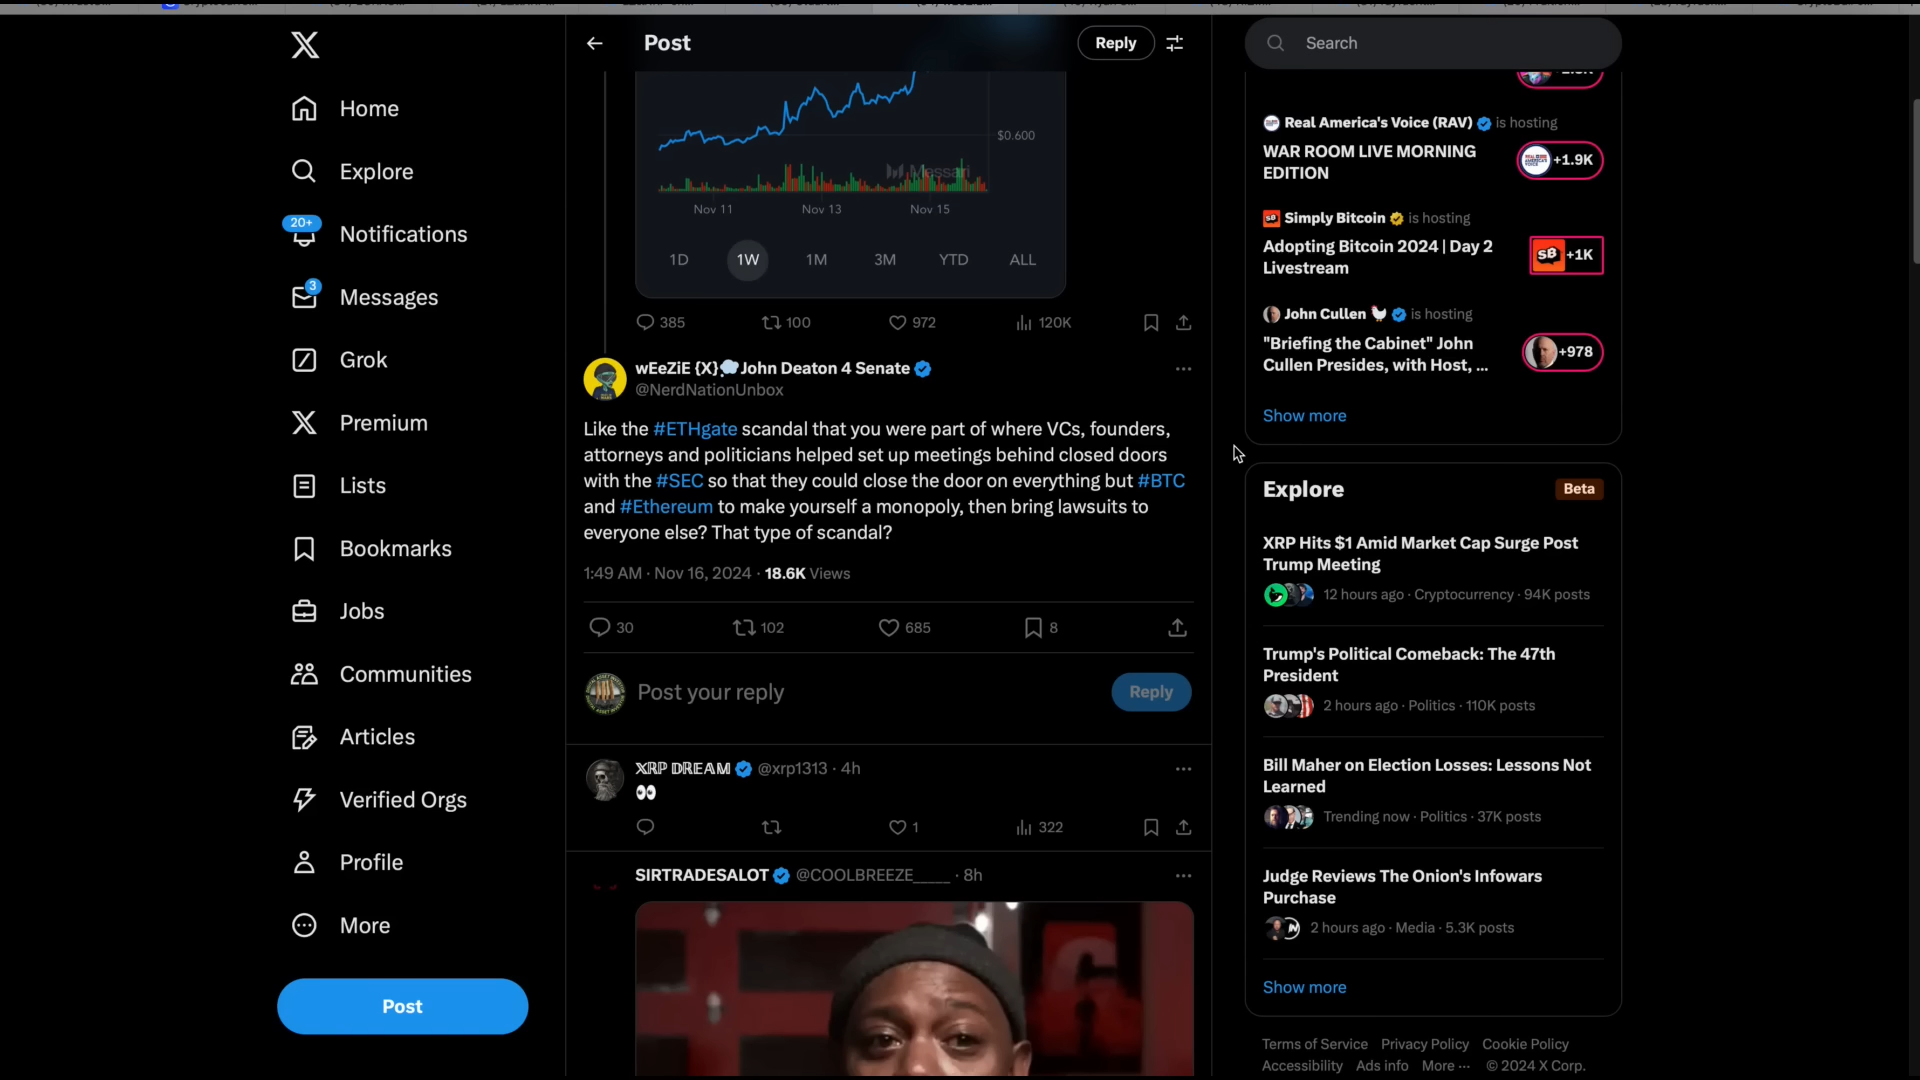 Post
Reply
Search
Home
Explore
20+
Notifications
3
Messages
Grok
Premium
Lists
Bookmarks
Jobs
Communities
Articles
Verified Orgs
Profile
More
Post
$0.600
Messari
Nov 11 Nov 13 Nov 15
1D 1W 1M 3M YTD ALL
385 100 972 120K
wEeZiE {X}💭John Deaton 4 Senate
@NerdNationUnbox
Like the #ETHgate scandal that you were part of where VCs, founders,
attorneys and politicians helped set up meetings behind closed doors
with the #SEC so that they could close the door on everything but #BTC
and #Ethereum to make yourself a monopoly, then bring lawsuits to
everyone else? That type of scandal?
1:49 AM · Nov 16, 2024 · 18.6K Views
30 102 685 8
Post your reply
Reply
𝕏ℝℙ 𝔻ℝ𝔼𝔸𝕄 @xrp1313 · 4h
👀
1 322
SIRTRADESALOT @COOLBREEZE_____ · 8h
Real America's Voice (RAV) is hosting
WAR ROOM LIVE MORNING
EDITION
+1.9K
Simply Bitcoin is hosting
Adopting Bitcoin 2024 | Day 2
Livestream
SB +1K
John Cullen 🐓 is hosting
"Briefing the Cabinet" John
Cullen Presides, with Host, ...
+978
Show more
Explore
Beta
XRP Hits $1 Amid Market Cap Surge Post
Trump Meeting
12 hours ago · Cryptocurrency · 94K posts
Trump's Political Comeback: The 47th
President
2 hours ago · Politics · 110K posts
Bill Maher on Election Losses: Lessons Not
Learned
Trending now · Politics · 37K posts
Judge Reviews The Onion's Infowars
Purchase
2 hours ago · Media · 5.3K posts
Show more
Terms of Service Privacy Policy Cookie Policy
Accessibility Ads info More ··· © 2024 X Corp.